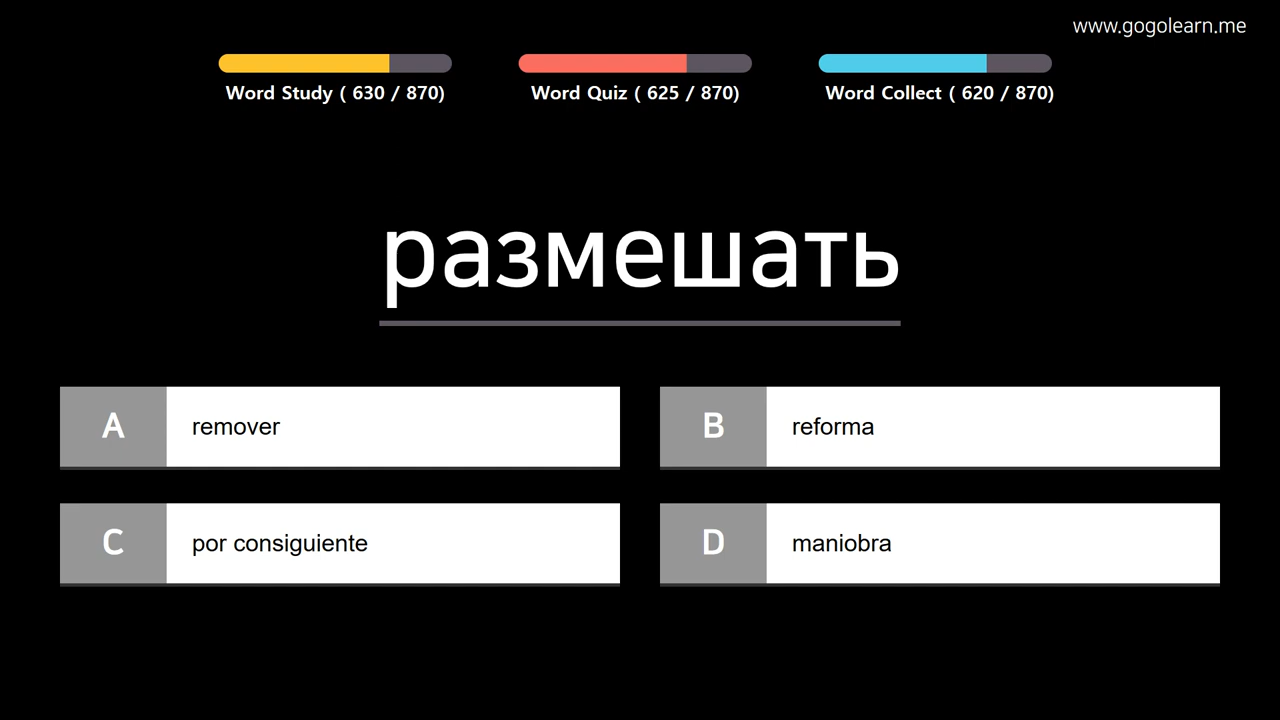 www.gogolearn.me
Word Study ( 630 / 870)
Word Quiz ( 625 / 870)
Word Collect ( 620 / 870)
размешать
A remover
B reforma
C por consiguiente
D maniobra